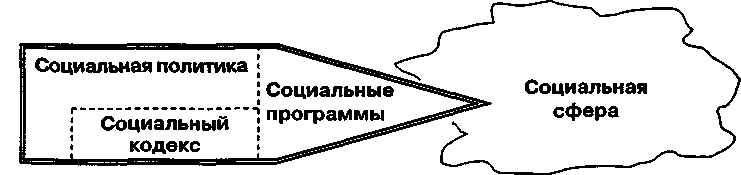 Социальная политика
Социальный
кодекс
Социальные
программы
Социальная
сфера